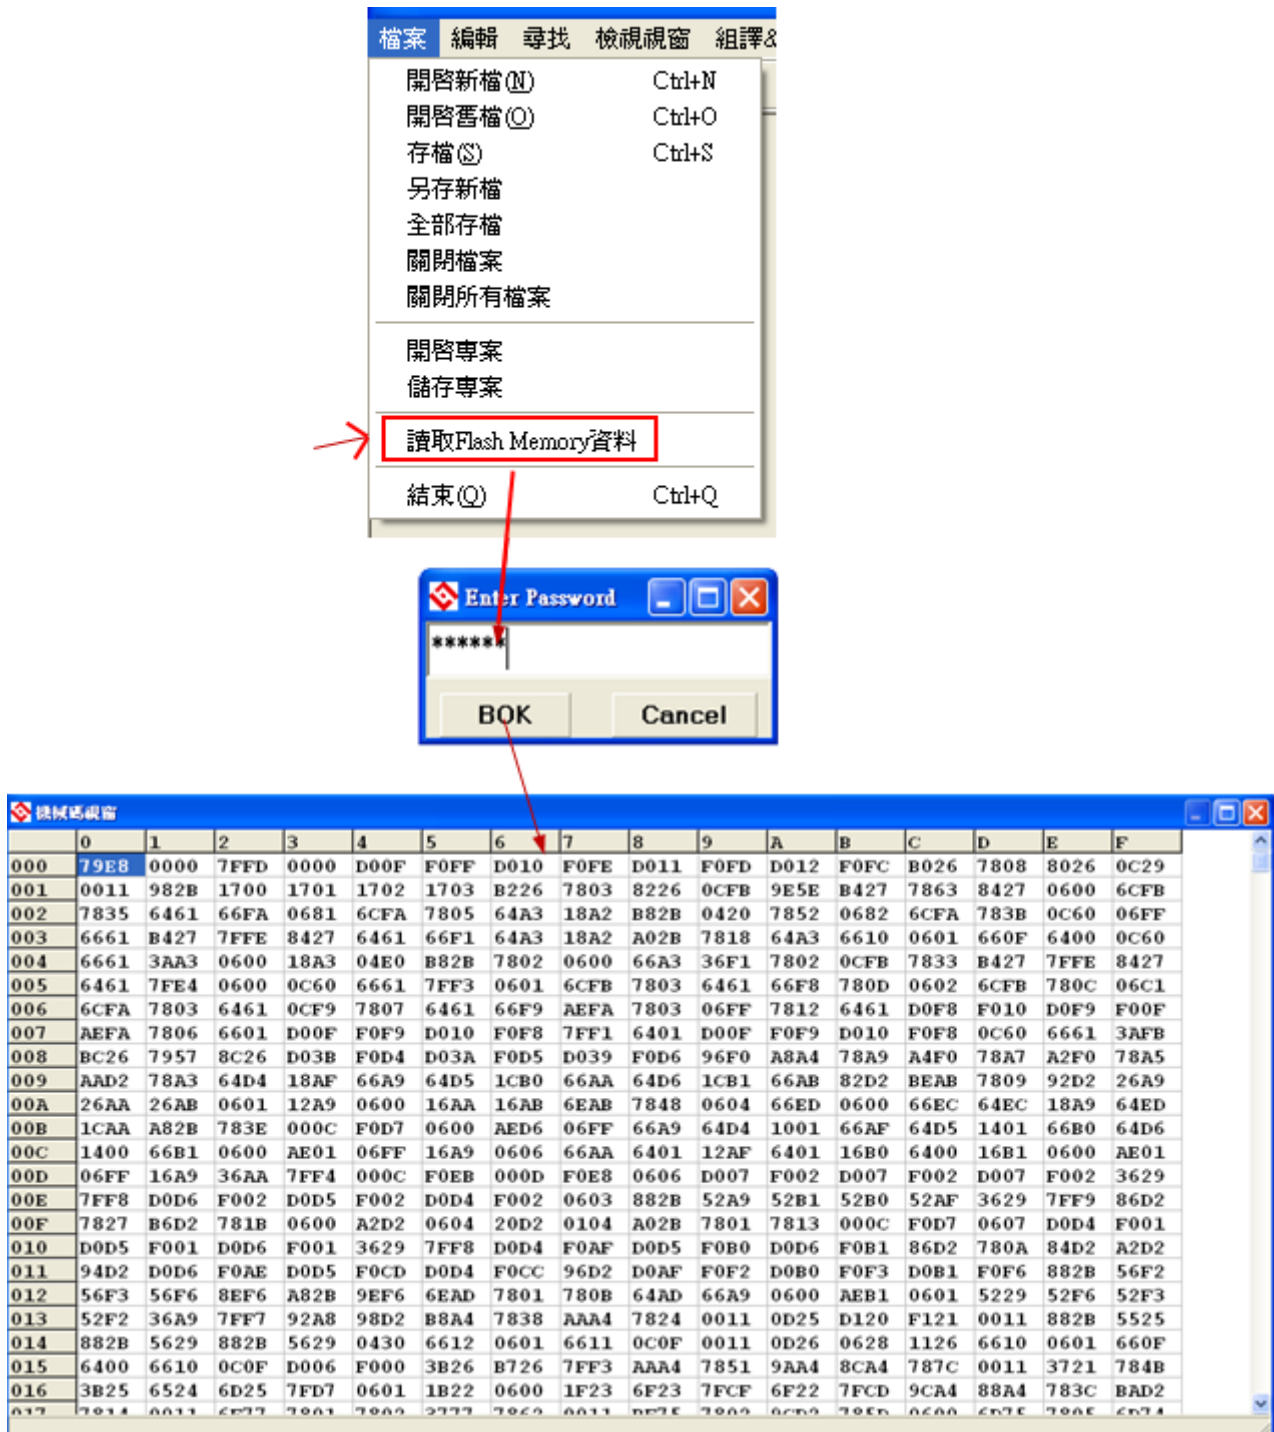 檔案 編輯 尋找 檢視視窗 組譯&
開啓新檔(N) Ctrl+N
開啓舊檔(O) Ctrl+O
存檔(S) Ctrl+S
另存新檔
全部存檔
關閉檔案
關閉所有檔案
開啓專案
儲存專案
讀取Flash Memory資料
結束(Q) Ctrl+Q
Enter Password
******
BOK Cancel
機械碼視窗
0 1 2 3 4 5 6 7 8 9 A B C D E F
000 79E8 0000 7FFD 0000 D00F F0FF D010 F0FE D011 F0FD D012 F0FC B026 7808 8026 0C29
001 0011 982B 1700 1701 1702 1703 B226 7803 8226 0CFB 9E5E B427 7863 8427 0600 6CFB
002 7835 6461 66FA 0681 6CFA 7805 64A3 18A2 B82B 0420 7852 0682 6CFA 783B 0C60 06FF
003 6661 B427 7FFE 8427 6461 66F1 64A3 18A2 A02B 7818 64A3 6610 0601 660F 6400 0C60
004 6661 3AA3 0600 18A3 04E0 B82B 7802 0600 66A3 36F1 7802 0CFB 7833 B427 7FFE 8427
005 6461 7FE4 0600 0C60 6661 7FF3 0601 6CFB 7803 6461 66F8 780D 0602 6CFB 780C 06C1
006 6CFA 7803 6461 0CF9 7807 6461 66F9 AEFA 7803 06FF 7812 6461 D0F8 F010 D0F9 F00F
007 AEFA 7806 6601 D00F F0F9 D010 F0F8 7FF1 6401 D00F F0F9 D010 F0F8 0C60 6661 3AFB
008 BC26 7957 8C26 D03B F0D4 D03A F0D5 D039 F0D6 96F0 A8A4 78A9 A4F0 78A7 A2F0 78A5
009 AAD2 78A3 64D4 18AF 66A9 64D5 1CB0 66AA 64D6 1CB1 66AB 82D2 BEAB 7809 92D2 26A9
00A 26AA 26AB 0601 12A9 0600 16AA 16AB 6EAB 7848 0604 66ED 0600 66EC 64EC 18A9 64ED
00B 1CAA A82B 783E 000C F0D7 0600 AED6 06FF 66A9 64D4 1001 66AF 64D5 1401 66B0 64D6
00C 1400 66B1 0600 AE01 06FF 16A9 0606 66AA 6401 12AF 6401 16B0 6400 16B1 0600 AE01
00D 06FF 16A9 36AA 7FF4 000C F0EB 000D F0E8 0606 D007 F002 D007 F002 D007 F002 3629
00E 7FF8 D0D6 F002 D0D5 F002 D0D4 F002 0603 882B 52A9 52B1 52B0 52AF 3629 7FF9 86D2
00F 7827 B6D2 781B 0600 A2D2 0604 20D2 0104 A02B 7801 7813 000C F0D7 0607 D0D4 F001
010 D0D5 F001 D0D6 F001 3629 7FF8 D0D4 F0AF D0D5 F0B0 D0D6 F0B1 86D2 780A 84D2 A2D2
011 94D2 D0D6 F0AE D0D5 F0CD D0D4 F0CC 96D2 D0AF F0F2 D0B0 F0F3 D0B1 F0F6 882B 56F2
012 56F3 56F6 8EF6 A82B 9EF6 6EAD 7801 780B 64AD 66A9 0600 AEB1 0601 5229 52F6 52F3
013 52F2 36A9 7FF7 92A8 98D2 B8A4 7838 AAA4 7824 0011 0D25 D120 F121 0011 882B 5525
014 882B 5629 882B 5629 0430 6612 0601 6611 0C0F 0011 0D26 0628 1126 6610 0601 660F
015 6400 6610 0C0F D006 F000 3B26 B726 7FF3 AAA4 7851 9AA4 8CA4 787C 0011 3721 784B
016 3B25 6524 6D25 7FD7 0601 1B22 0600 1F23 6F23 7FCF 6F22 7FCD 9CA4 88A4 783C BAD2